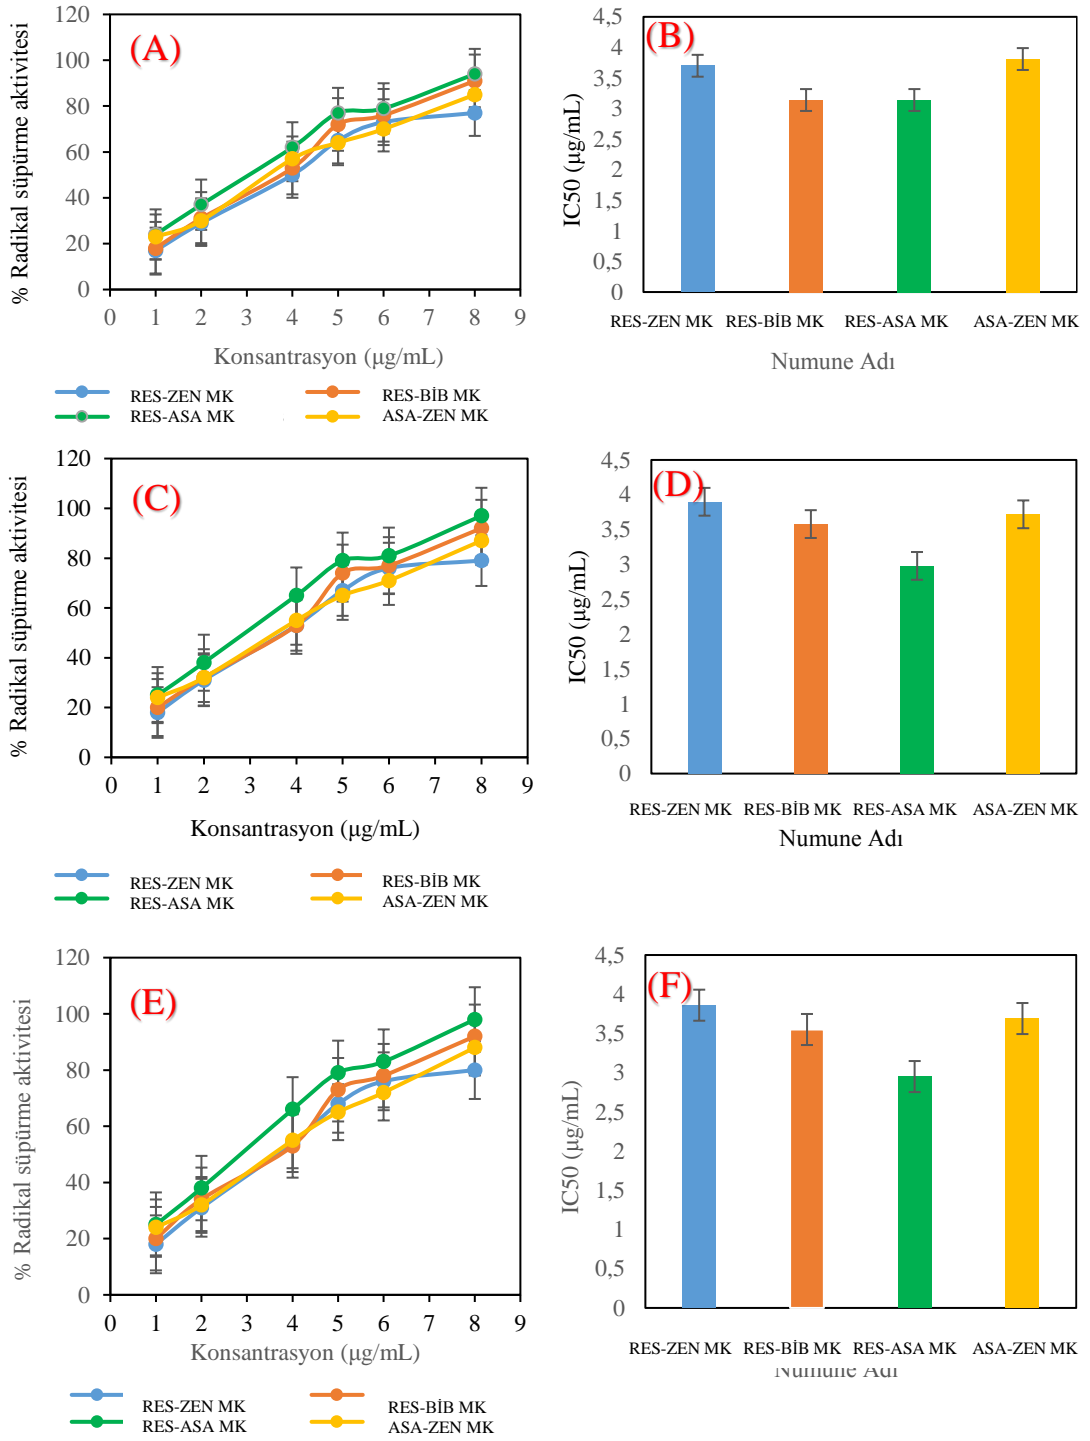 (A)
% Radikal süpürme aktivitesi
120
100
80
60
40
20
0
0 1 2 3 4 5 6 7 8 9
Konsantrasyon (µg/mL)
RES-ZEN MK
RES-BİB MK
RES-ASA MK
ASA-ZEN MK
(B)
IC50 (µg/mL)
4,5
4
3,5
3
2,5
2
1,5
1
0,5
0
RES-ZEN MK RES-BİB MK RES-ASA MK ASA-ZEN MK
Numune Adı
(C)
% Radikal süpürme aktivitesi
120
100
80
60
40
20
0
0 1 2 3 4 5 6 7 8 9
Konsantrasyon (µg/mL)
RES-ZEN MK
RES-BİB MK
RES-ASA MK
ASA-ZEN MK
(D)
IC50 (µg/mL)
4,5
4
3,5
3
2,5
2
1,5
1
0,5
0
RES-ZEN MK RES-BİB MK RES-ASA MK ASA-ZEN MK
Numune Adı
(E)
% Radikal süpürme aktivitesi
120
100
80
60
40
20
0
0 1 2 3 4 5 6 7 8 9
Konsantrasyon (µg/mL)
RES-ZEN MK
RES-BİB MK
RES-ASA MK
ASA-ZEN MK
(F)
IC50 (µg/mL)
4,5
4
3,5
3
2,5
2
1,5
1
0,5
0
RES-ZEN MK RES-BİB MK RES-ASA MK ASA-ZEN MK
Numune Adı